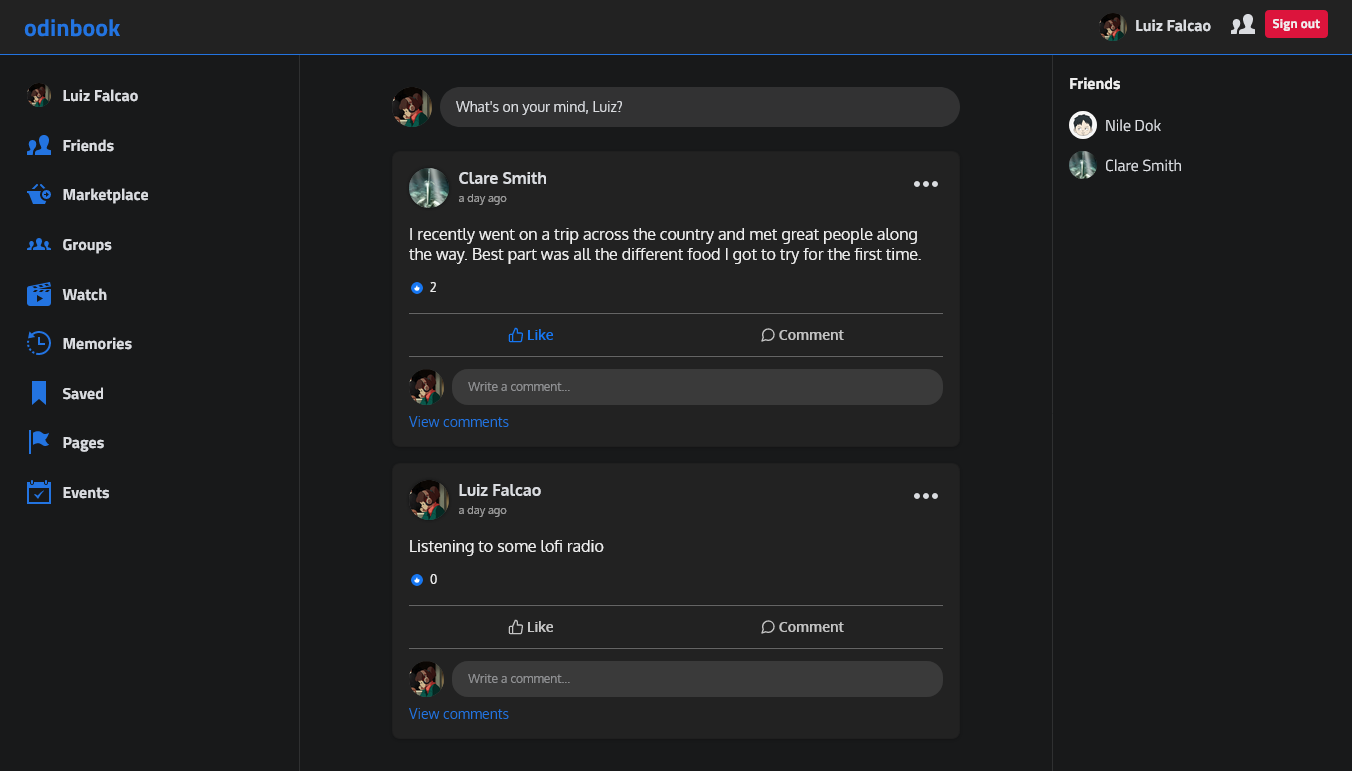 odinbook
Luiz Falcao
Sign out
Luiz Falcao
Friends
Marketplace
Groups
Watch
Memories
Saved
Pages
Events
What's on your mind, Luiz?
Clare Smith
a day ago
I recently went on a trip across the country and met great people along
the way. Best part was all the different food I got to try for the first time.
2
Like
Comment
Write a comment...
View comments
Luiz Falcao
a day ago
Listening to some lofi radio
0
Like
Comment
Write a comment...
View comments
Friends
Nile Dok
Clare Smith